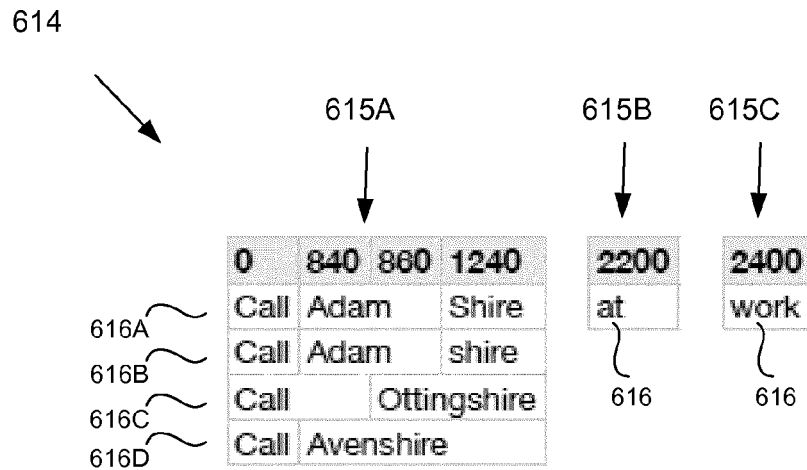 614
615A 615B 615C
0 840 860 1240 2200 2400
616A Call Adam Shire at work
616B Call Adam shire 616 616
616C Call Ottingshire
616D Call Avenshire